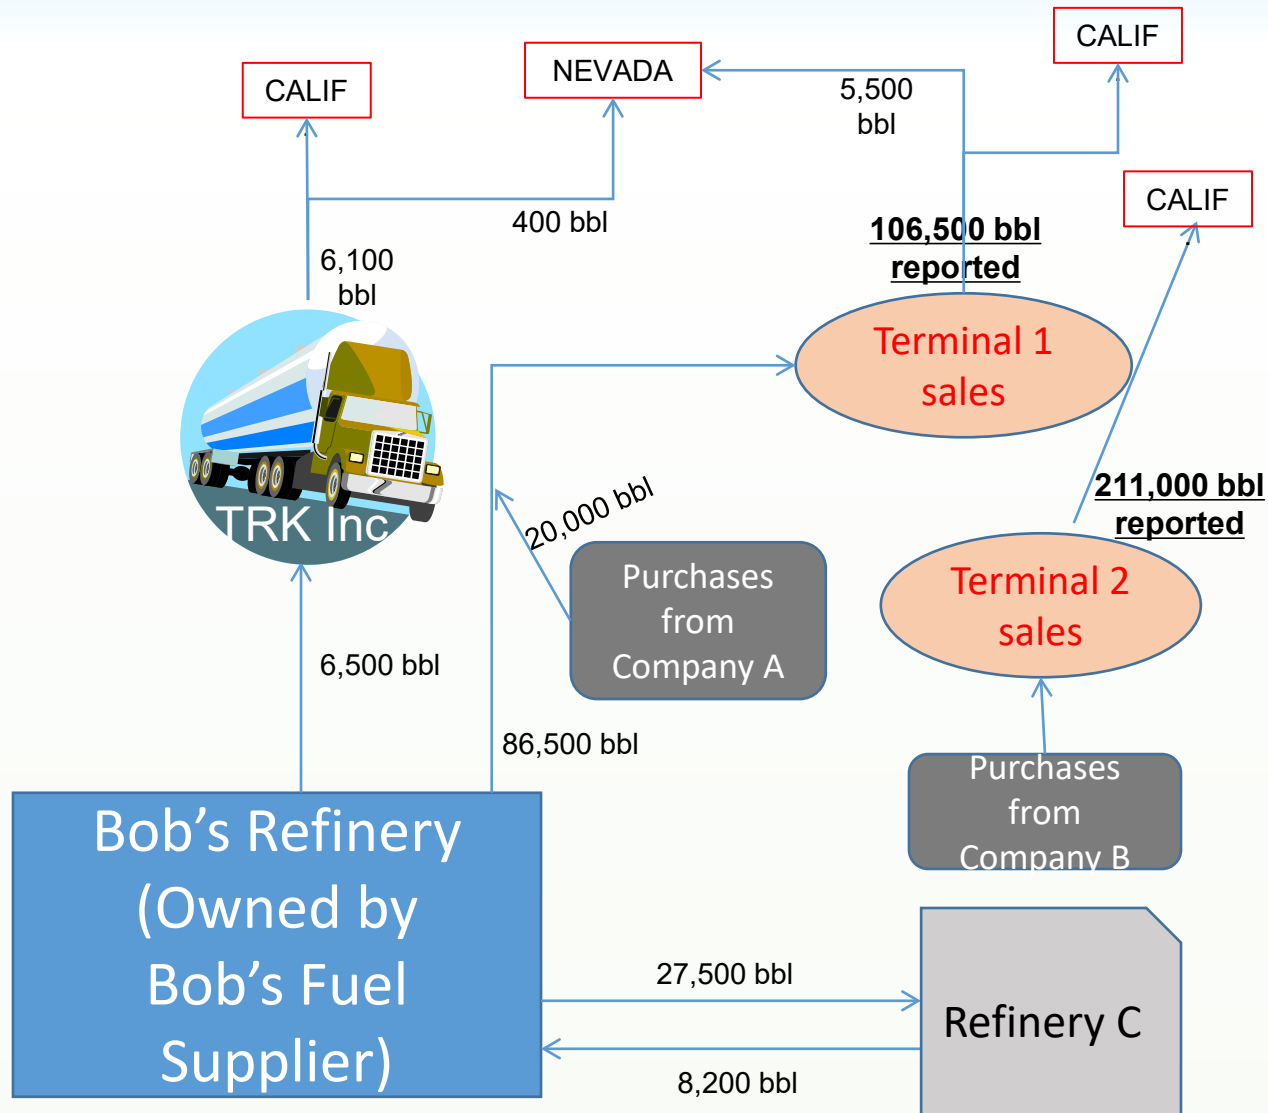 CALIF
NEVADA
CALIF
5,500
bbl
CALIF
400 bbl
106,500 bbl
reported
6,100
bbl
Terminal 1
sales
20,000 bbl
211,000 bbl
reported
TRK Inc
Purchases
from
Company A
Terminal 2
sales
6,500 bbl
86,500 bbl
Purchases
from
Company B
Bob’s Refinery
(Owned by
Bob’s Fuel
Supplier)
27,500 bbl
Refinery C
8,200 bbl